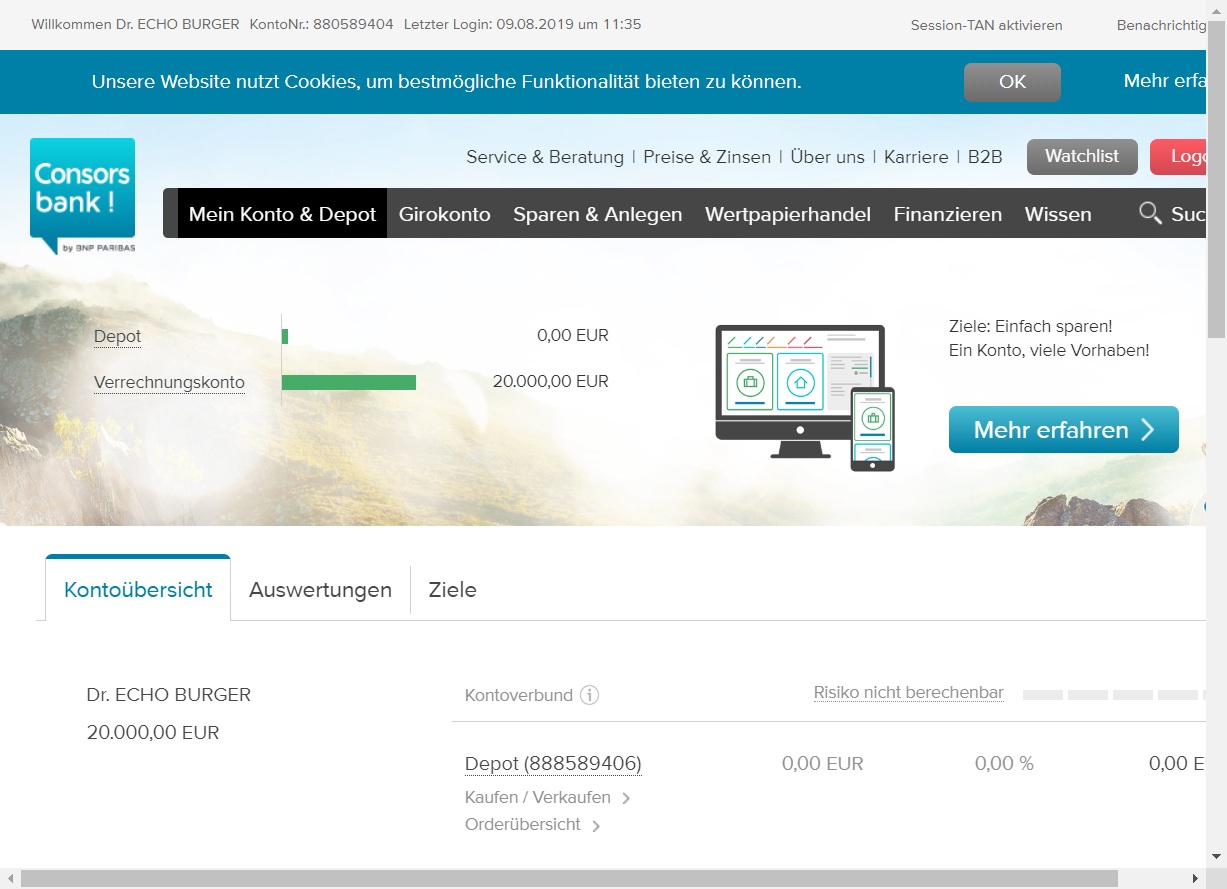 Willkommen Dr. ECHO BURGER KontoNr.: 880589404 Letzter Login: 09.08.2019 um 11:35
Session-TAN aktivieren
Benachrichtig
Unsere Website nutzt Cookies, um bestmögliche Funktionalität bieten zu können.
OK
Mehr erfa
Consors
bank !
by BNP PARIBAS
Service & Beratung | Preise & Zinsen | Über uns | Karriere | B2B
Watchlist
Logo
Mein Konto & Depot Girokonto Sparen & Anlegen Wertpapierhandel Finanzieren Wissen
Suc
Depot 0,00 EUR
Verrechnungskonto 20.000,00 EUR
Ziele: Einfach sparen!
Ein Konto, viele Vorhaben!
Mehr erfahren
Kontoübersicht Auswertungen Ziele
Dr. ECHO BURGER
20.000,00 EUR
Kontoverbund
Risiko nicht berechenbar
Depot (888589406) 0,00 EUR 0,00 % 0,00 E
Kaufen / Verkaufen
Orderübersicht